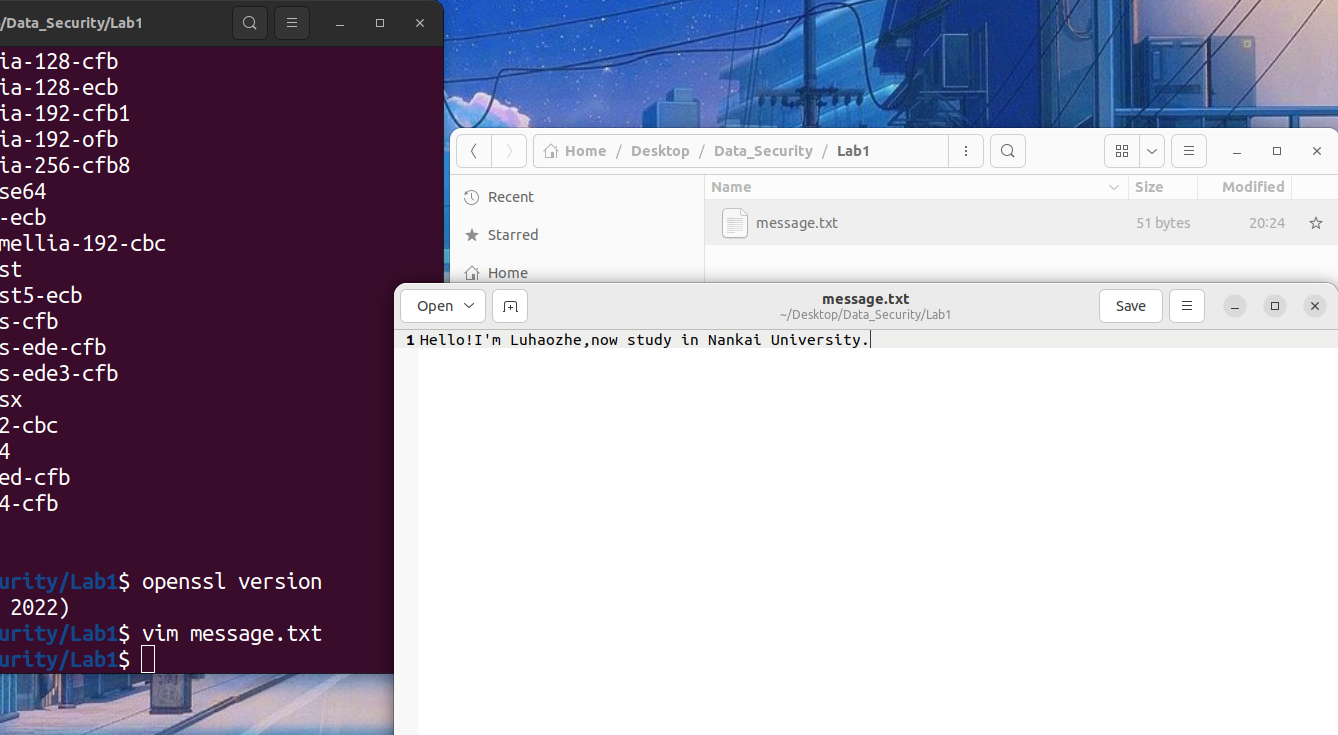 /Data_Security/Lab1
ia-128-cfb
ia-128-ecb
ia-192-cfb1
ia-192-ofb
ia-256-cfb8
se64
-ecb
mellia-192-cbc
st
st5-ecb
s-cfb
s-ede-cfb
s-ede3-cfb
sx
2-cbc
4
ed-cfb
4-cfb
urity/Lab1$ openssl version
2022)
urity/Lab1$ vim message.txt
urity/Lab1$
Home / Desktop / Data_Security / Lab1
Name Size Modified
Recent
message.txt 51 bytes 20:24
Starred
Home
Open message.txt Save
~/Desktop/Data_Security/Lab1
1 Hello!I'm Luhaozhe,now study in Nankai University.